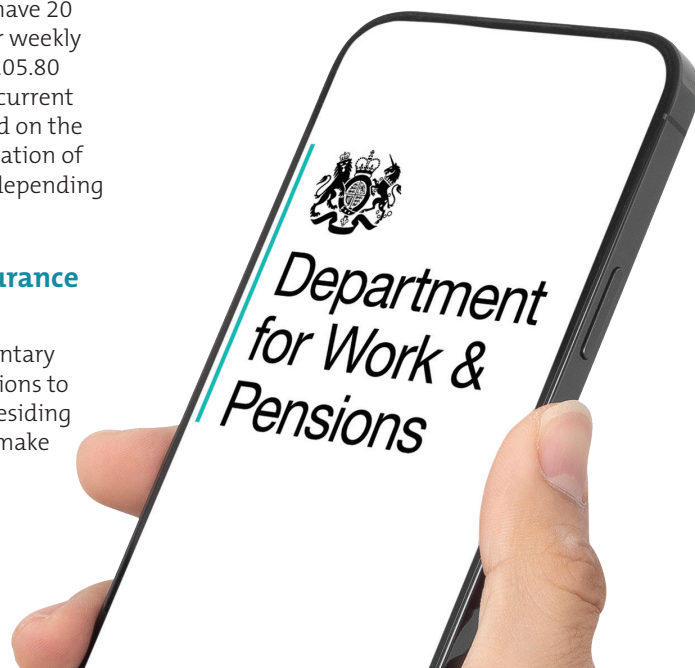 have 20
r weekly
05.80
current
d on the
ation of
depending
urance
ntary
ions to
esiding
make
Department
for Work &
Pensions